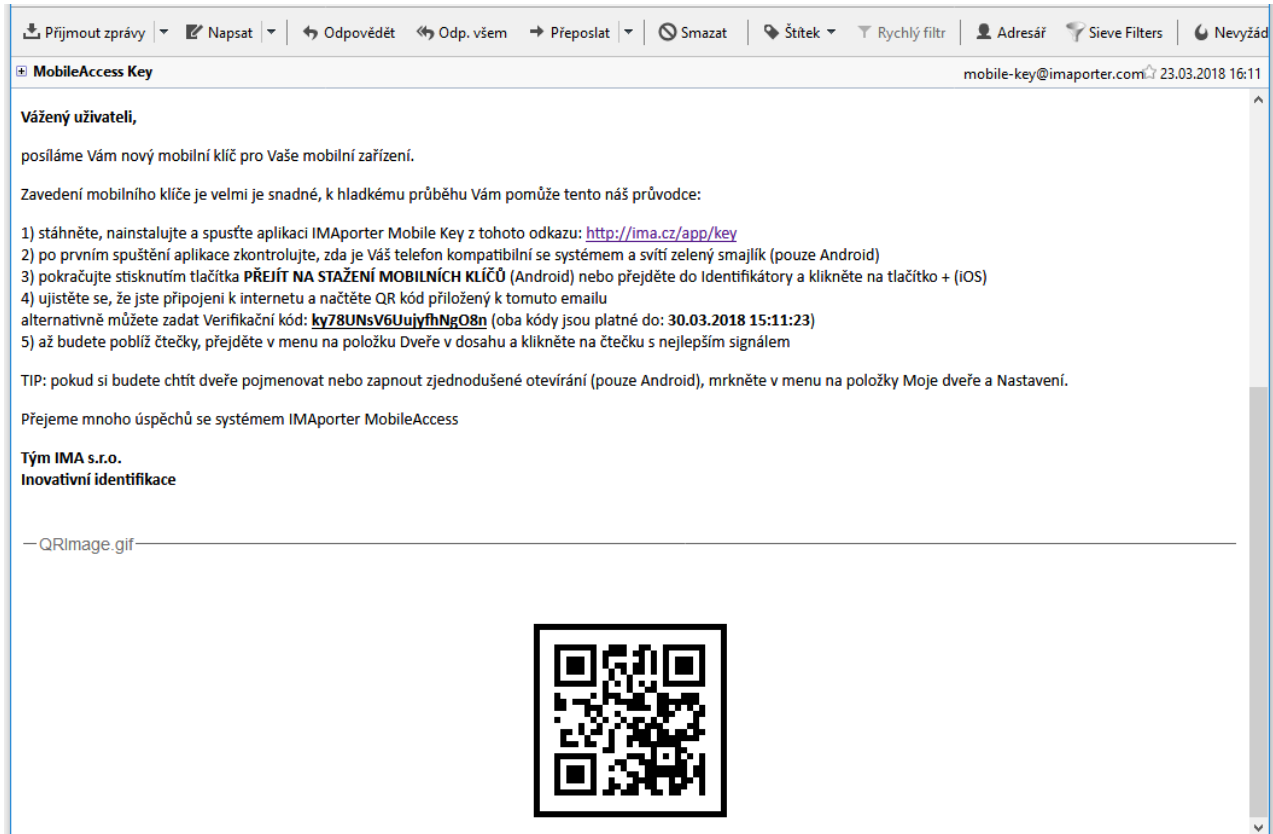 Přijmout zprávy Napsat Odpovědět Odp. všem Přeposlat Smazat Štítek Rychlý filtr Adresář Sieve Filters Nevyžád
MobileAccess Key mobile-key@imaporter.com 23.03.2018 16:11
Vážený uživateli,
posíláme Vám nový mobilní klíč pro Vaše mobilní zařízení.
Zavedení mobilního klíče je velmi je snadné, k hladkému průběhu Vám pomůže tento náš průvodce:
1) stáhněte, nainstalujte a spusťte aplikaci IMAporter Mobile Key z tohoto odkazu: http://ima.cz/app/key
2) po prvním spuštění aplikace zkontrolujte, zda je Váš telefon kompatibilní se systémem a svítí zelený smajlík (pouze Android)
3) pokračujte stisknutím tlačítka PŘEJÍT NA STAŽENÍ MOBILNÍCH KLÍČŮ (Android) nebo přejděte do Identifikátory a klikněte na tlačítko + (iOS)
4) ujistěte se, že jste připojeni k internetu a načtěte QR kód přiložený k tomuto emailu
alternativně můžete zadat Verifikační kód: ky78UNsV6UujyfhNgO8n (oba kódy jsou platné do: 30.03.2018 15:11:23)
5) až budete poblíž čtečky, přejděte v menu na položku Dveře v dosahu a klikněte na čtečku s nejlepším signálem
TIP: pokud si budete chtít dveře pojmenovat nebo zapnout zjednodušené otevírání (pouze Android), mrkněte v menu na položky Moje dveře a Nastavení.
Přejeme mnoho úspěchů se systémem IMAporter MobileAccess
Tým IMA s.r.o.
Inovativní identifikace
QRImage.gif